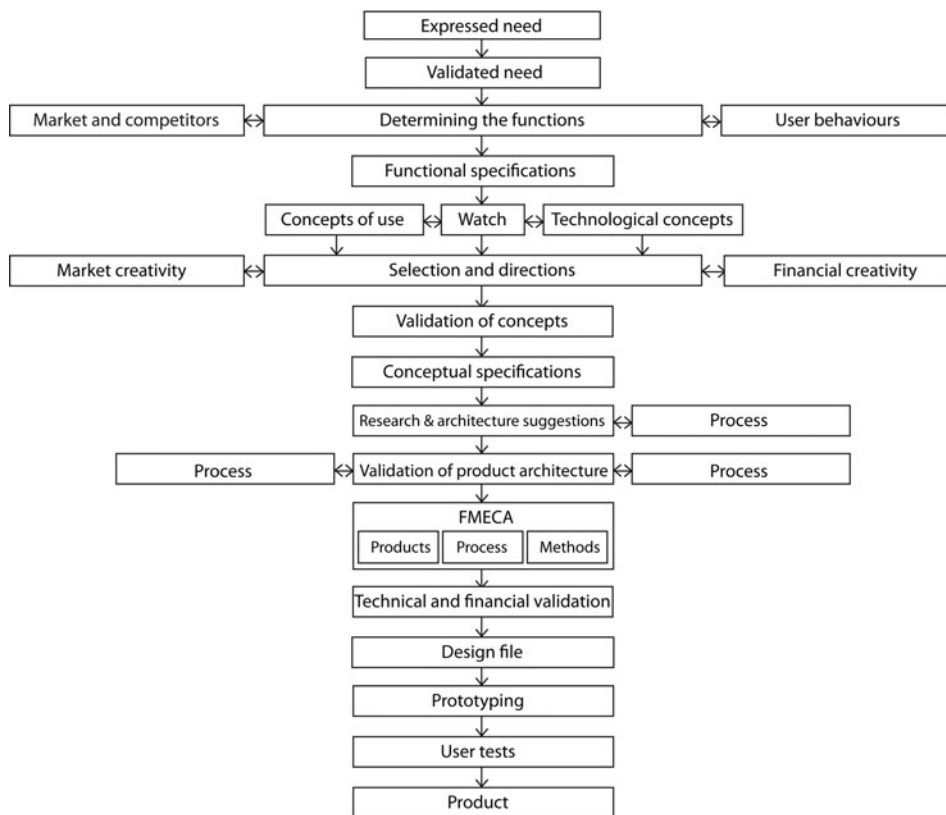 Expressed need
Validated need
Market and competitors
Determining the functions
User behaviours
Functional specifications
Concepts of use
Watch
Technological concepts
Market creativity
Selection and directions
Financial creativity
Validation of concepts
Conceptual specifications
Research & architecture suggestions
Process
Process
Validation of product architecture
Process
FMECA
Products
Process
Methods
Technical and financial validation
Design file
Prototyping
User tests
Product